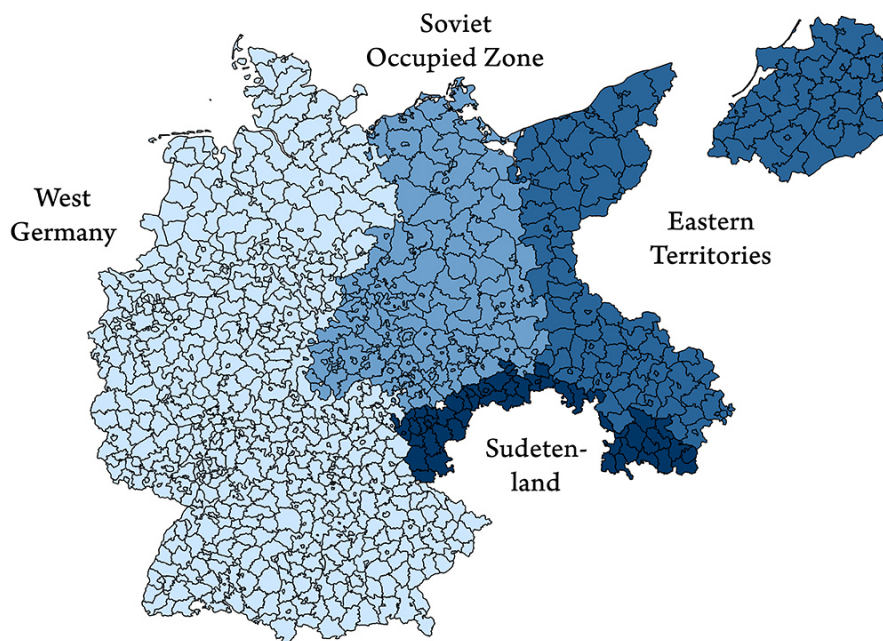 Soviet
Occupied Zone
West
Germany
Eastern
Territories
Sudeten-
land